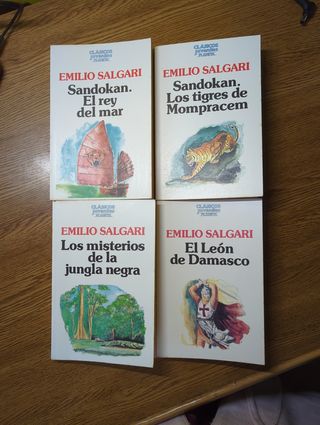 CLÁSICOS
juveniles
PLANETA
EMILIO SALGARI
Sandokan.
El rey
del mar
CLÁSICOS
juveniles
PLANETA
EMILIO SALGARI
Sandokan.
Los tigres de
Mompracem
CLÁSICOS
juveniles
PLANETA
EMILIO SALGARI
Los misterios
de la
jungla negra
CLÁSICOS
juveniles
PLANETA
EMILIO SALGARI
El León
de Damasco